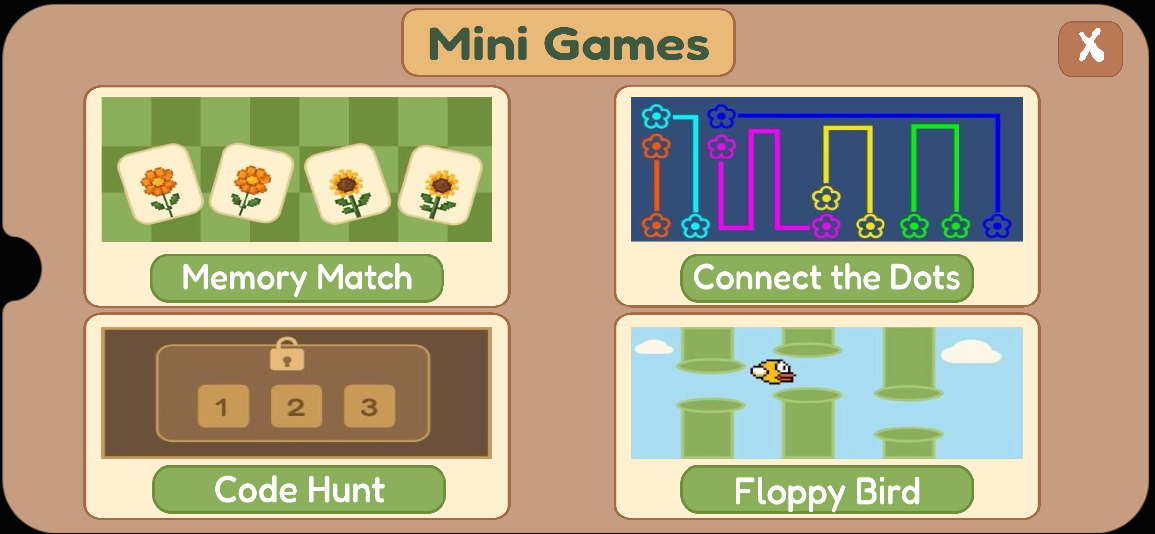 Mini Games
X
Memory Match
Connect the Dots
1 2 3
Code Hunt
Floppy Bird